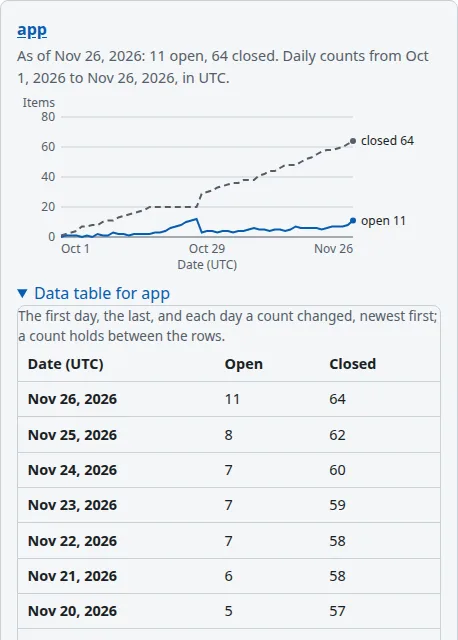 app
As of Nov 26, 2026: 11 open, 64 closed. Daily counts from Oct
1, 2026 to Nov 26, 2026, in UTC.
Items
80
60
40
20
0
closed 64
open 11
Oct 1
Oct 29
Nov 26
Date (UTC)
▼ Data table for app
The first day, the last, and each day a count changed, newest first;
a count holds between the rows.
Date (UTC) Open Closed
Nov 26, 2026 11 64
Nov 25, 2026 8 62
Nov 24, 2026 7 60
Nov 23, 2026 7 59
Nov 22, 2026 7 58
Nov 21, 2026 6 58
Nov 20, 2026 5 57